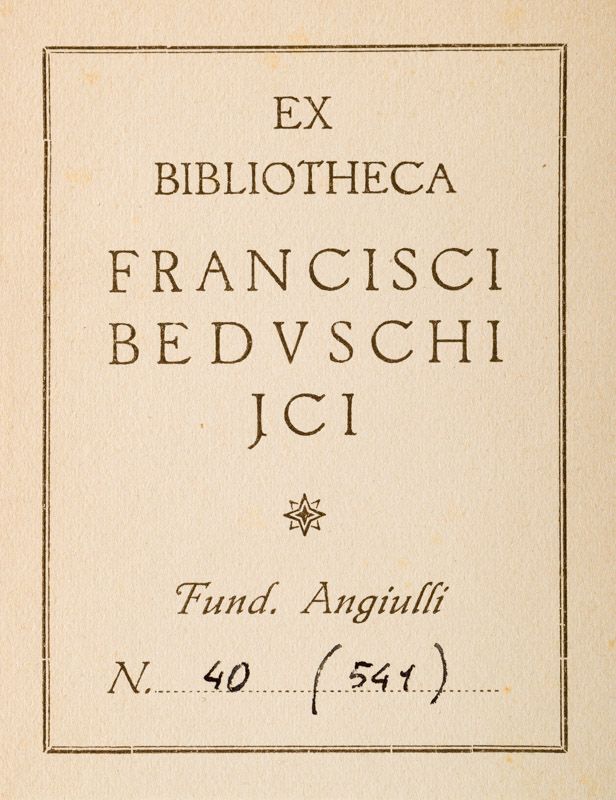 EX
BIBLIOTHECA
FRANCISCI
BEDVSCHI
JCI
Fund. Angiulli
N. 40 (541)